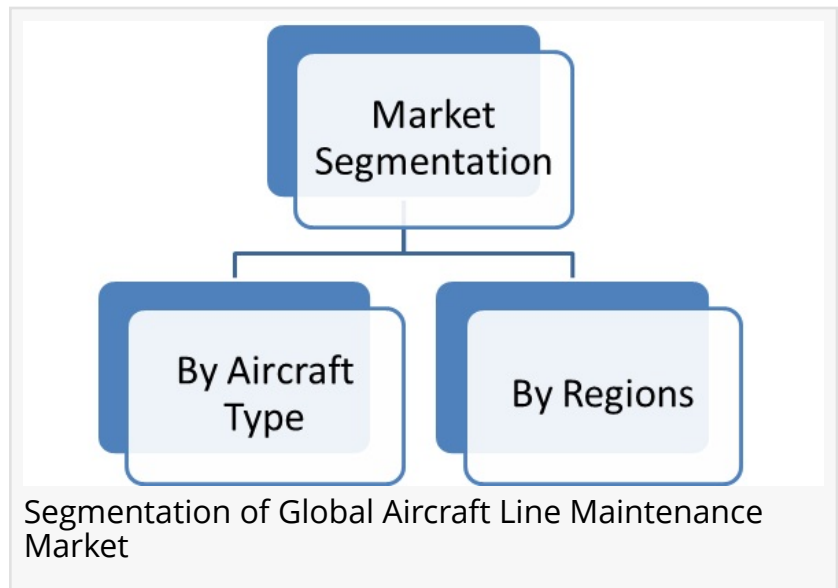 Market
Segmentation
By Aircraft
Type
By Regions
Segmentation of Global Aircraft Line Maintenance
Market